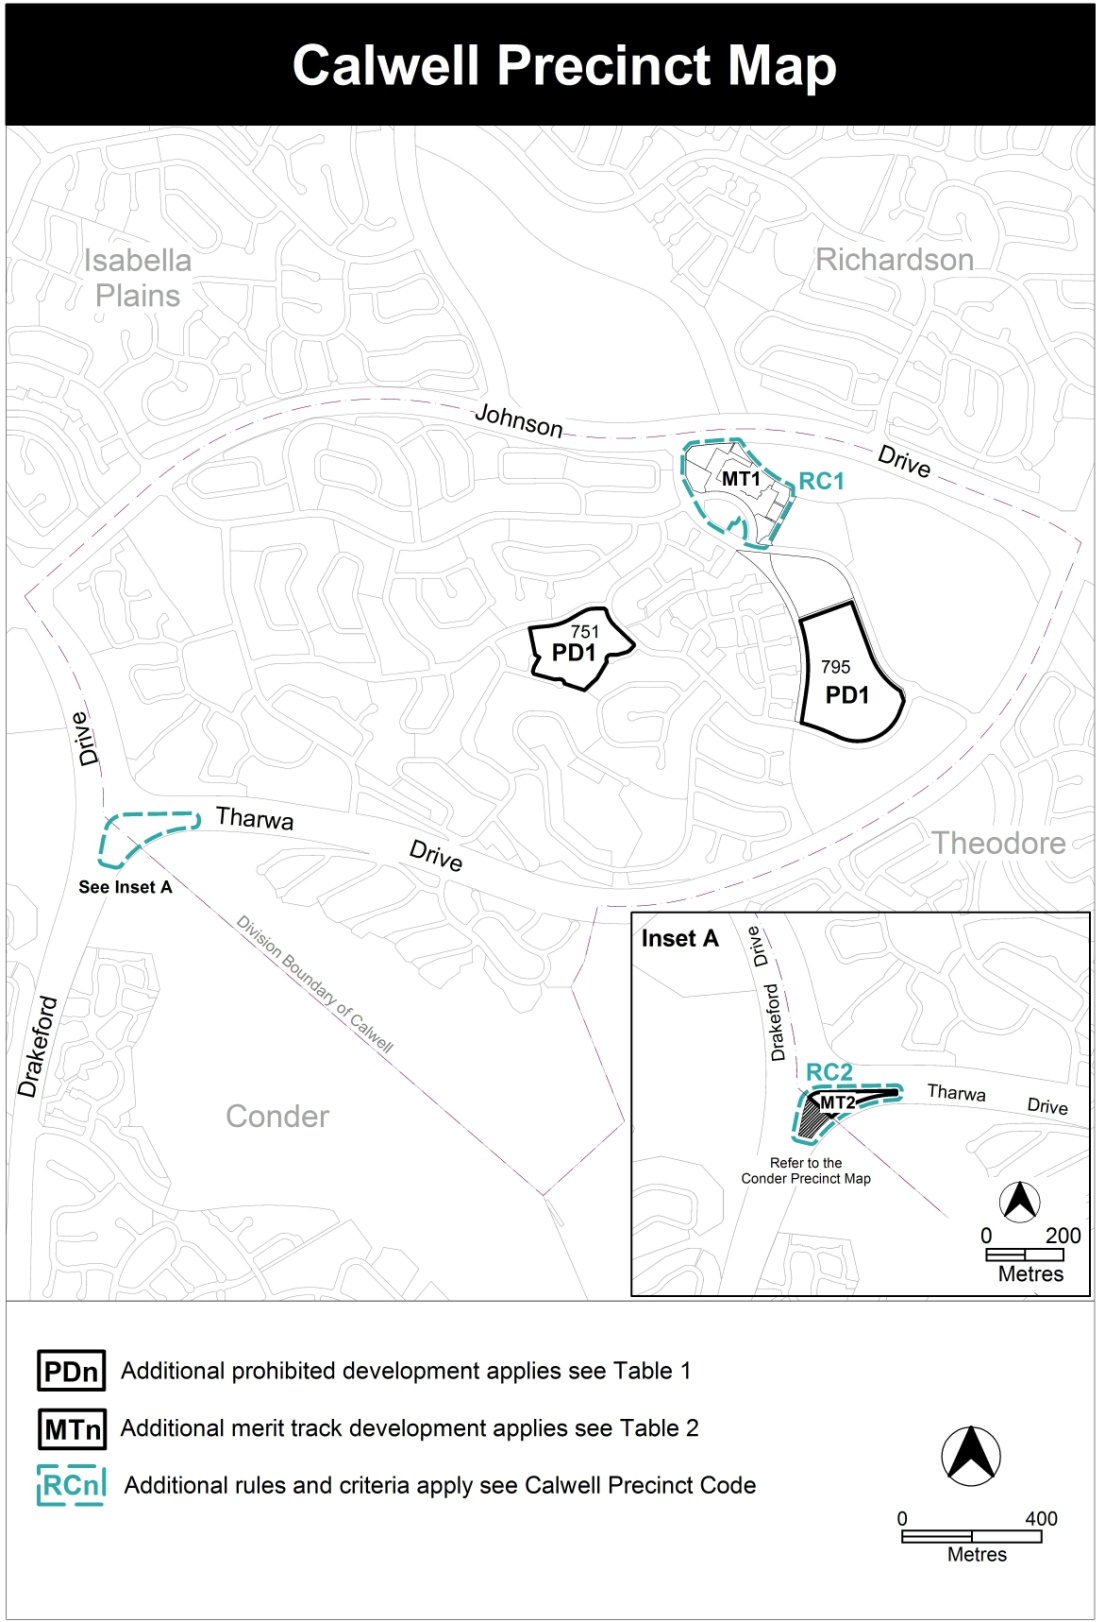 Calwell Precinct Map
Isabella
Plains
Richardson
Johnson
Drive
MT1
RC1
751
PD1
795
PD1
Drive
Tharwa
Drive
Theodore
See Inset A
Division Boundary of Calwell
Drakeford
Conder
Inset A
Drive
Drakeford
RC2
MT2
Tharwa
Drive
Refer to the
Conder Precinct Map
0 200
Metres
PDn Additional prohibited development applies see Table 1
MTn Additional merit track development applies see Table 2
RCn Additional rules and criteria apply see Calwell Precinct Code
0 400
Metres